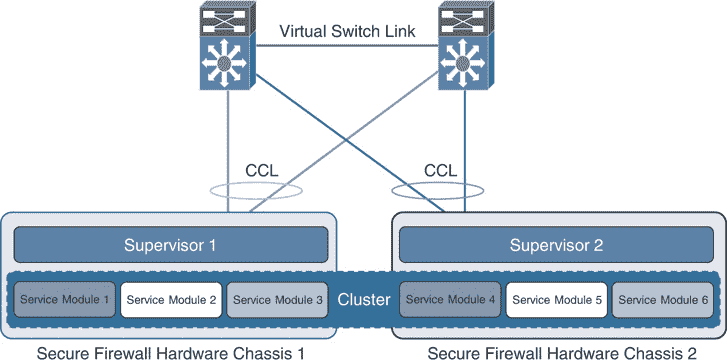 Virtual Switch Link
CCL
CCL
Supervisor 1
Supervisor 2
Service Module 1
Service Module 2
Service Module 3
Cluster
Service Module 4
Service Module 5
Service Module 6
Secure Firewall Hardware Chassis 1
Secure Firewall Hardware Chassis 2